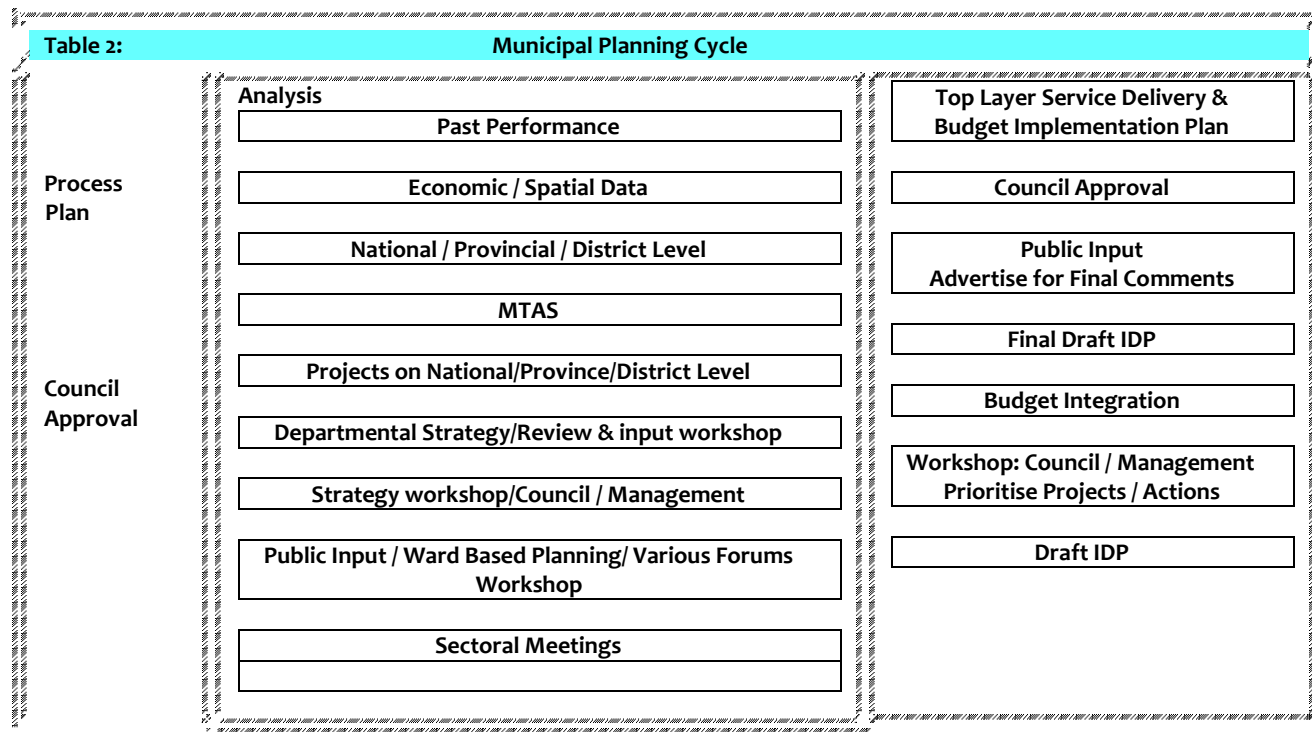 Table 2: Municipal Planning Cycle
Process
Plan
Council
Approval
Analysis
Past Performance
Economic / Spatial Data
National / Provincial / District Level
MTAS
Projects on National/Province/District Level
Departmental Strategy/Review & input workshop
Strategy workshop/Council / Management
Public Input / Ward Based Planning/ Various Forums
Workshop
Sectoral Meetings
Top Layer Service Delivery &
Budget Implementation Plan
Council Approval
Public Input
Advertise for Final Comments
Final Draft IDP
Budget Integration
Workshop: Council / Management
Prioritise Projects / Actions
Draft IDP